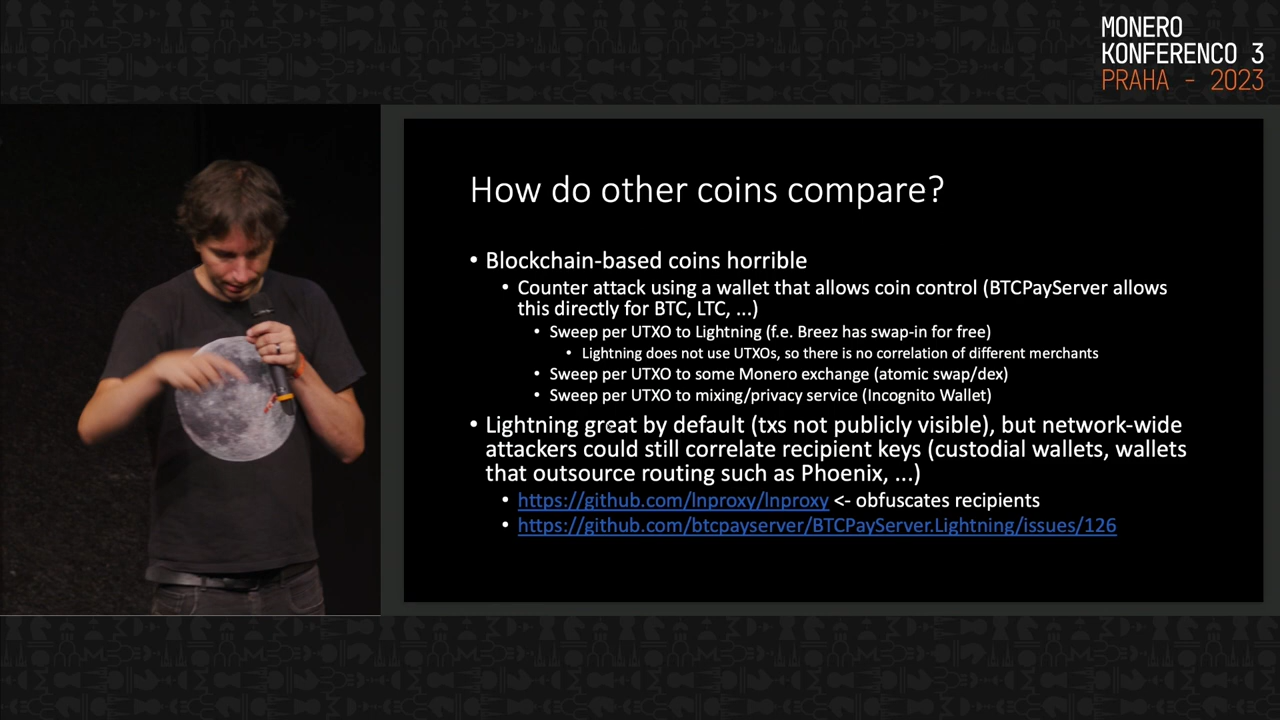 MONERO
KONFERENCO 3
PRAHA - 2023
How do other coins compare?
• Blockchain-based coins horrible
• Counter attack using a wallet that allows coin control (BTCPayServer allows
this directly for BTC, LTC, ...)
• Sweep per UTXO to Lightning (f.e. Breez has swap-in for free)
• Lightning does not use UTXOs, so there is no correlation of different merchants
• Sweep per UTXO to some Monero exchange (atomic swap/dex)
• Sweep per UTXO to mixing/privacy service (Incognito Wallet)
• Lightning great by default (txs not publicly visible), but network-wide
attackers could still correlate recipient keys (custodial wallets, wallets
that outsource routing such as Phoenix, ...)
• https://github.com/lnproxy/lnproxy <- obfuscates recipients
• https://github.com/btcpayserver/BTCPayServer.Lightning/issues/126